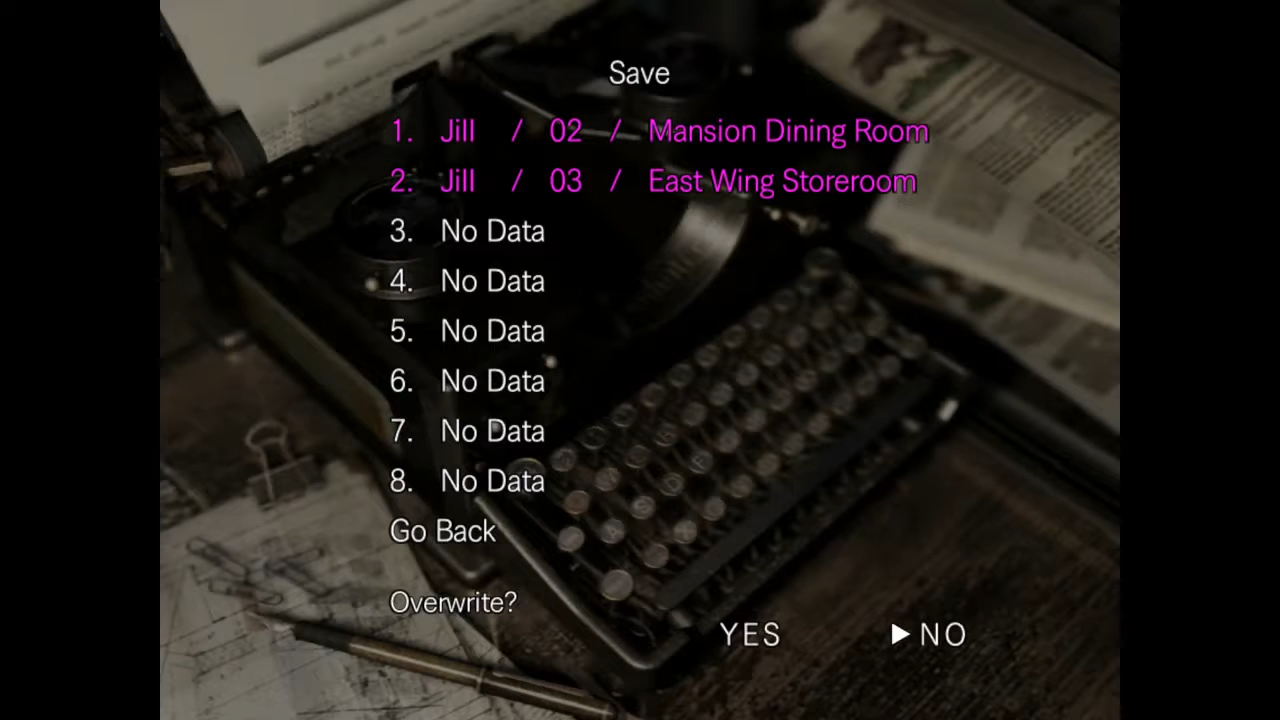 Save
1. Jill / 02 / Mansion Dining Room
2. Jill / 03 / East Wing Storeroom
3. No Data
4. No Data
5. No Data
6. No Data
7. No Data
8. No Data
Go Back
Overwrite?
YES ▶NO